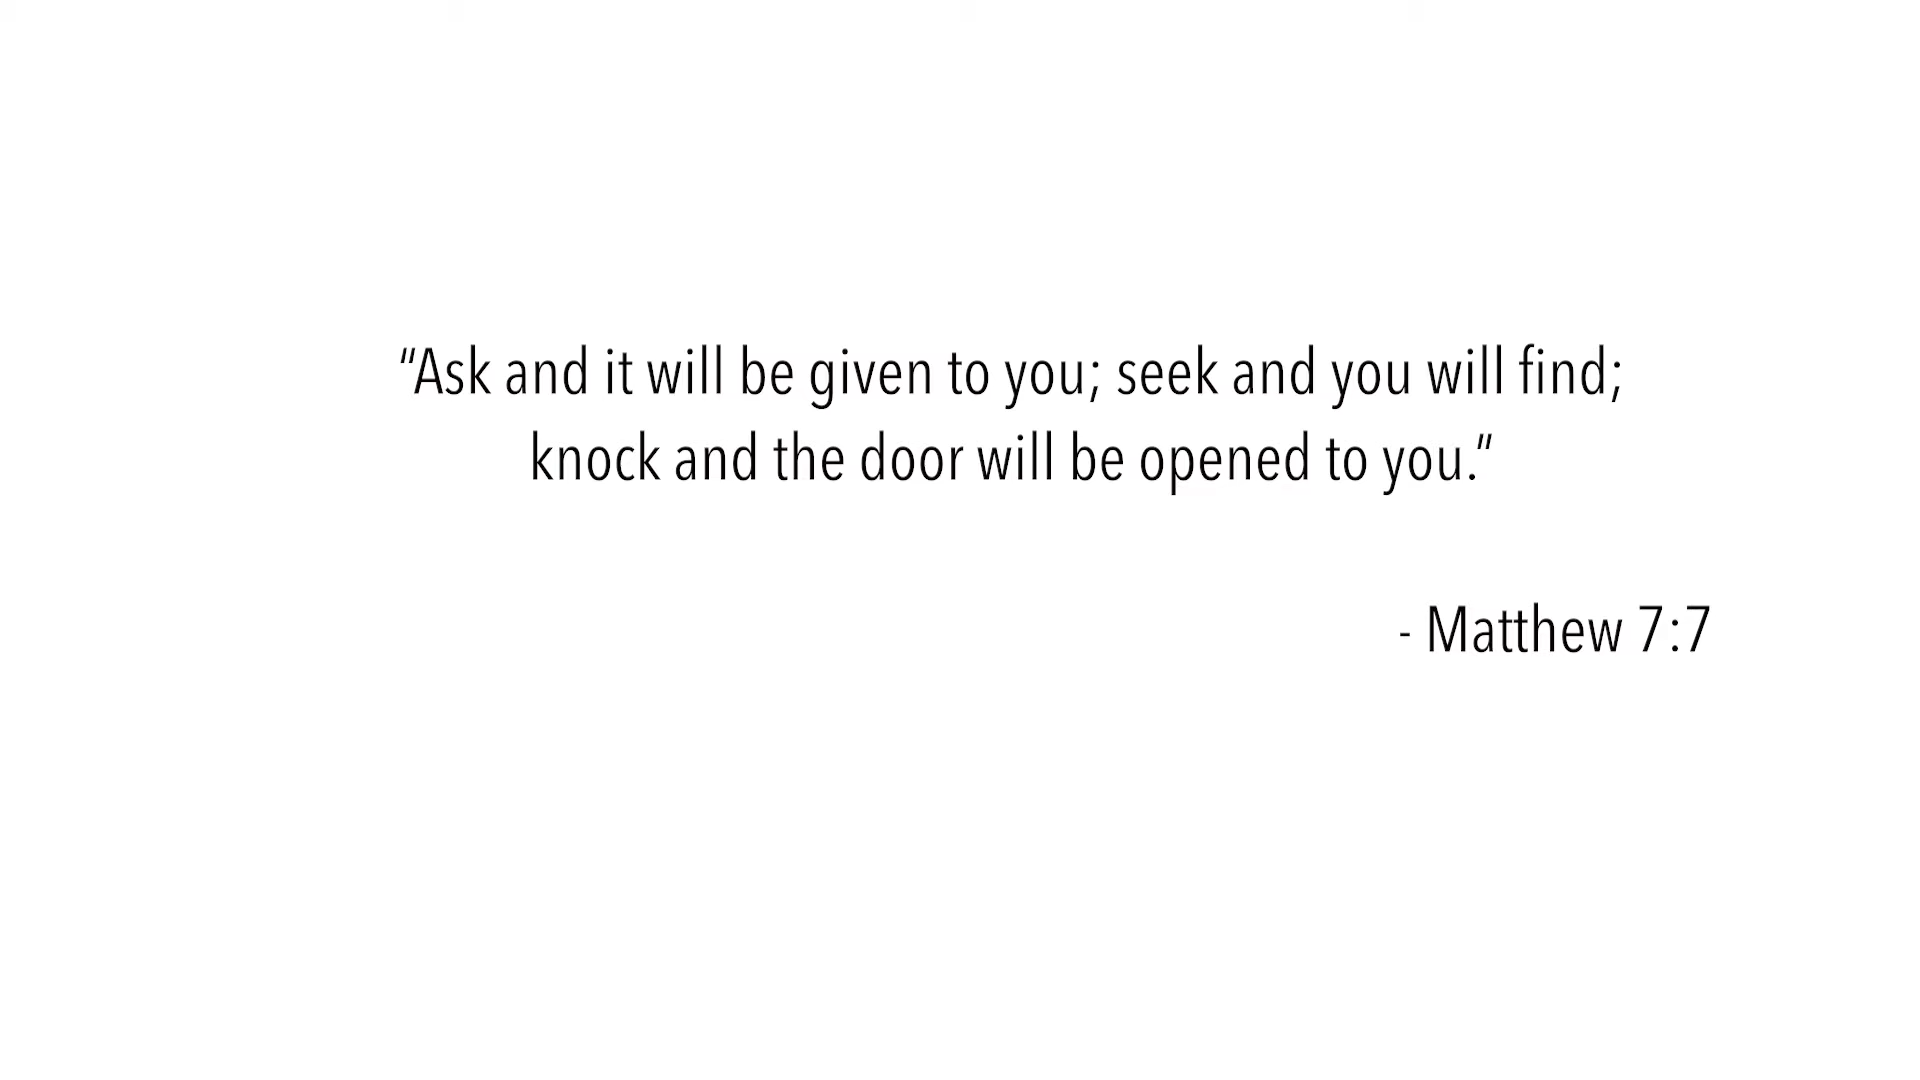 “Ask and it will be given to you; seek and you will find;
knock and the door will be opened to you.”
- Matthew 7:7